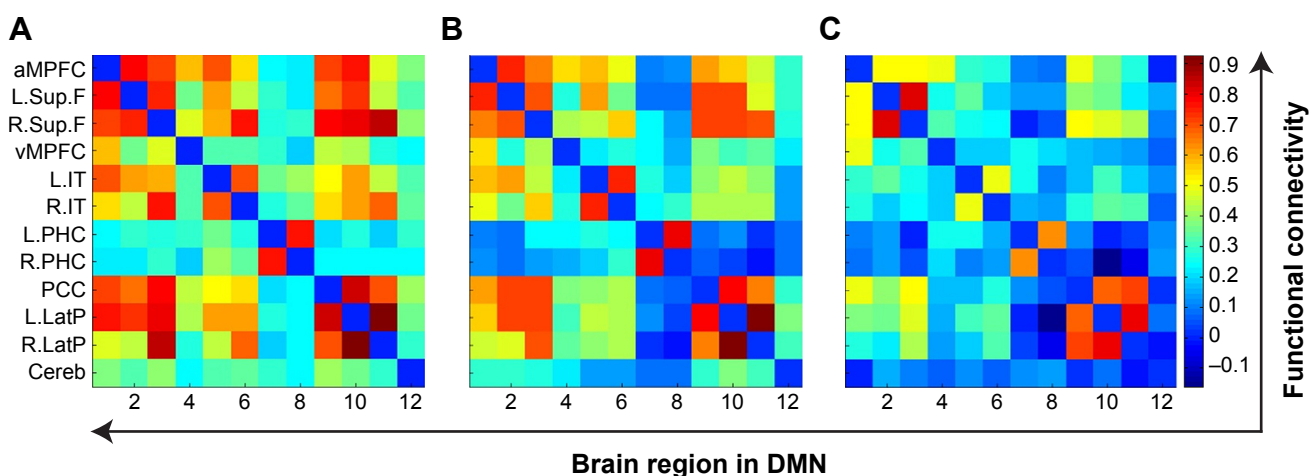 A
B
C
aMPFC
L.Sup.F
R.Sup.F
vMPFC
L.IT
R.IT
L.PHC
R.PHC
PCC
L.LatP
R.LatP
Cereb
2 4 6 8 10 12
2 4 6 8 10 12
2 4 6 8 10 12
0.9
0.8
0.7
0.6
0.5
0.4
0.3
0.2
0.1
0
–0.1
Functional connectivity
Brain region in DMN